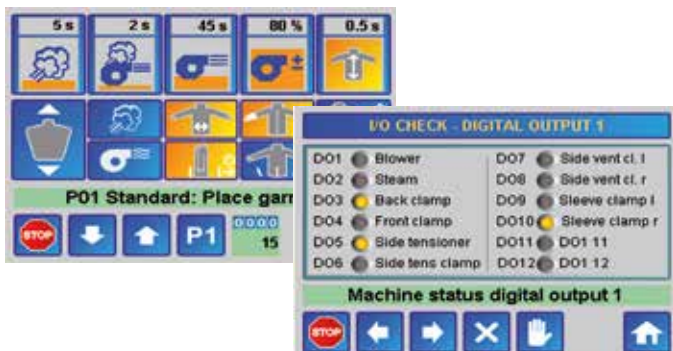 5 s 2 s 45 s 80 % 0.5 s
P01 Standard: Place garr
STOP P1 0000
15
I/O CHECK - DIGITAL OUTPUT 1
DO1 Blower DO7 Side vent cl. l
DO2 Steam DO8 Side vent cl. r
DO3 Back clamp DO9 Sleeve clamp l
DO4 Front clamp DO10 Sleeve clamp r
DO5 Side tensioner DO11 DO1 11
DO6 Side tens clamp DO12 DO1 12
Machine status digital output 1
STOP